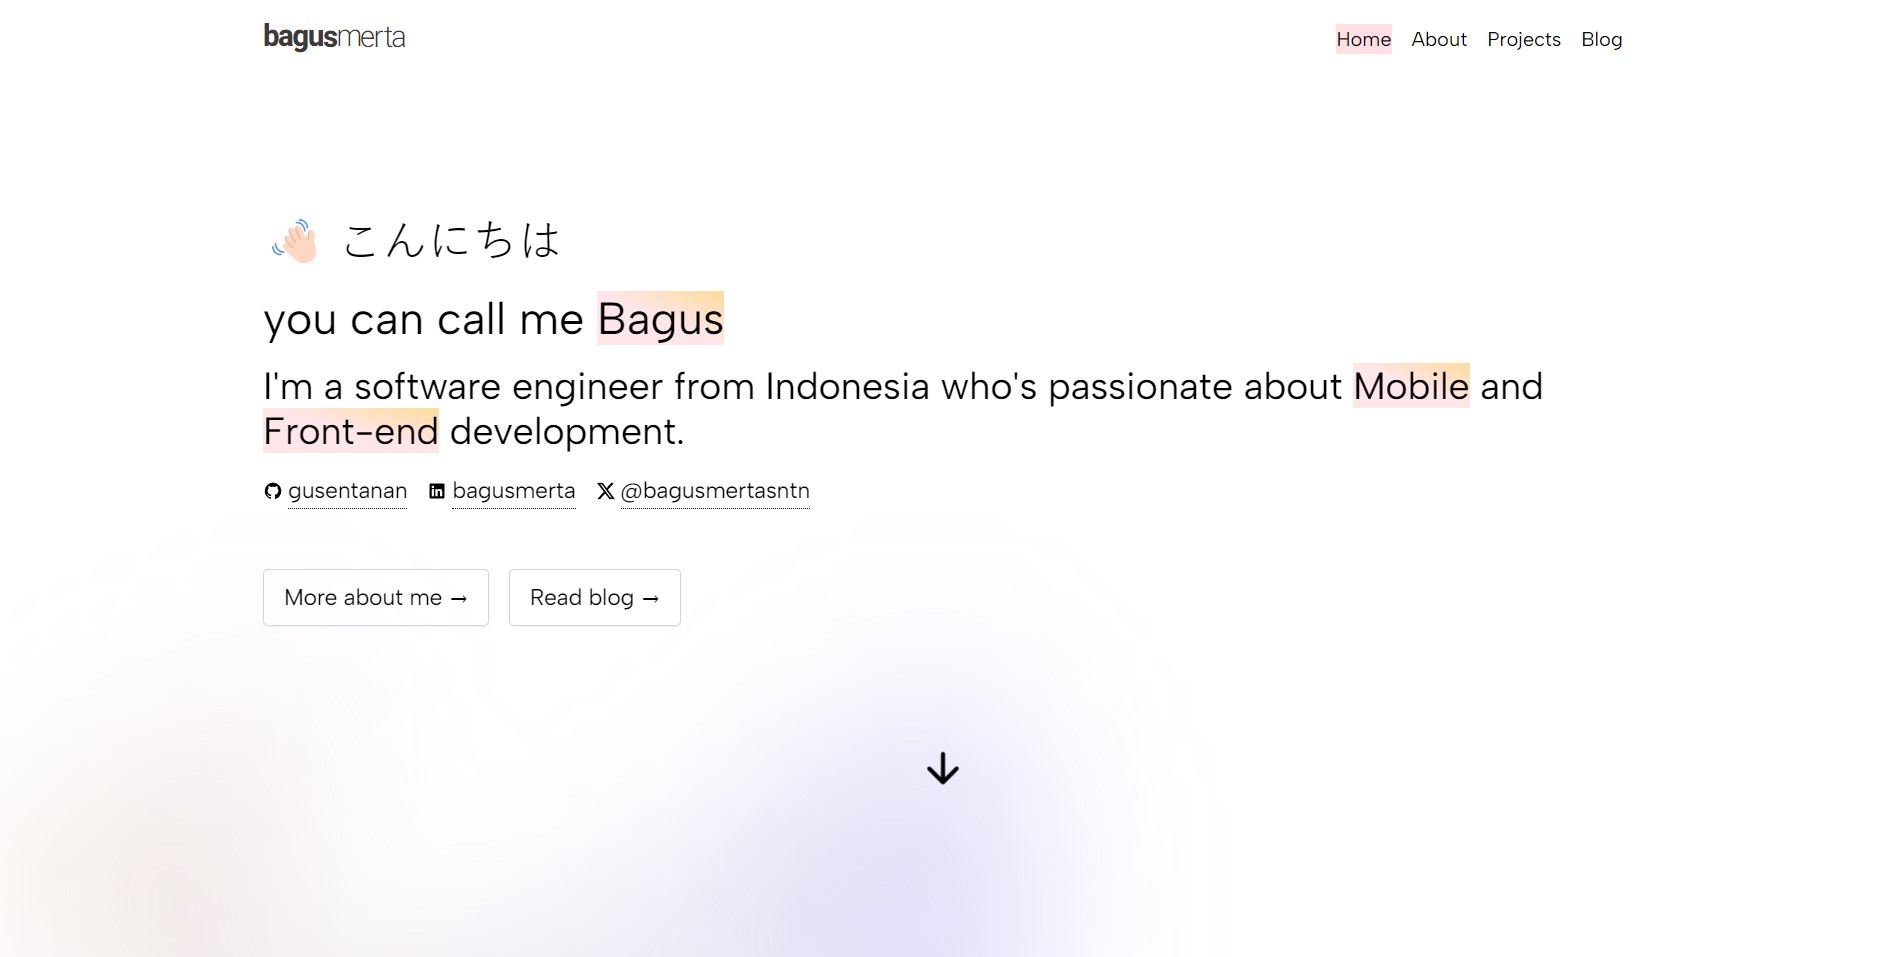 bagusmerta
Home About Projects Blog
👋🏻 こんにちは
you can call me Bagus
I'm a software engineer from Indonesia who's passionate about Mobile and
Front-end development.
gusentanan bagusmerta @bagusmertasntn
More about me → Read blog →